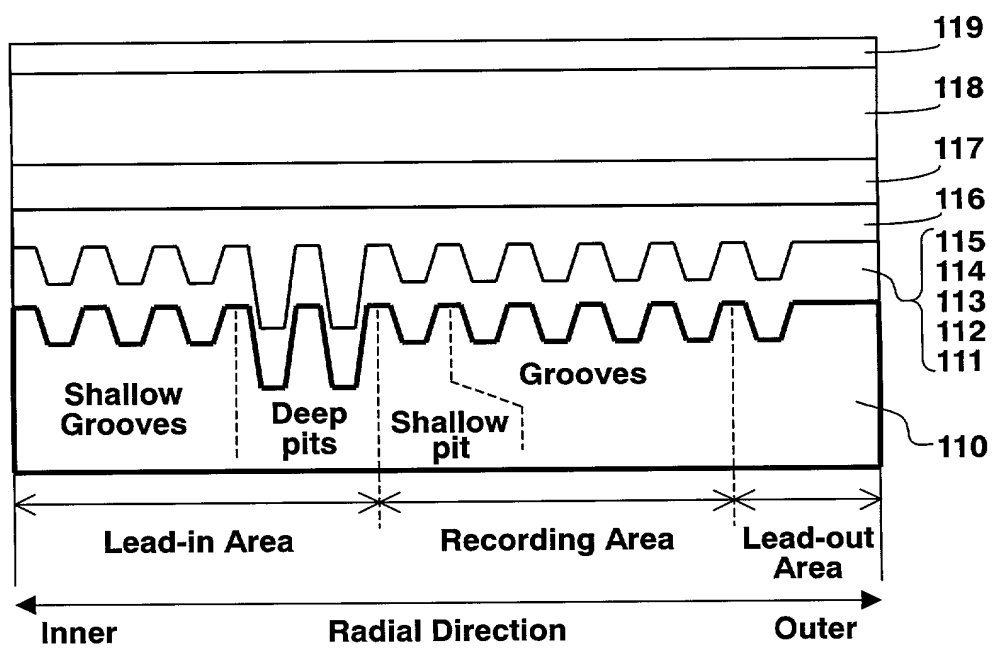 119
118
117
116
115
114
113
112
111
Grooves
Shallow
Grooves
Deep
pits
Shallow
pit
110
Lead-in Area
Recording Area
Lead-out
Area
Inner
Radial Direction
Outer